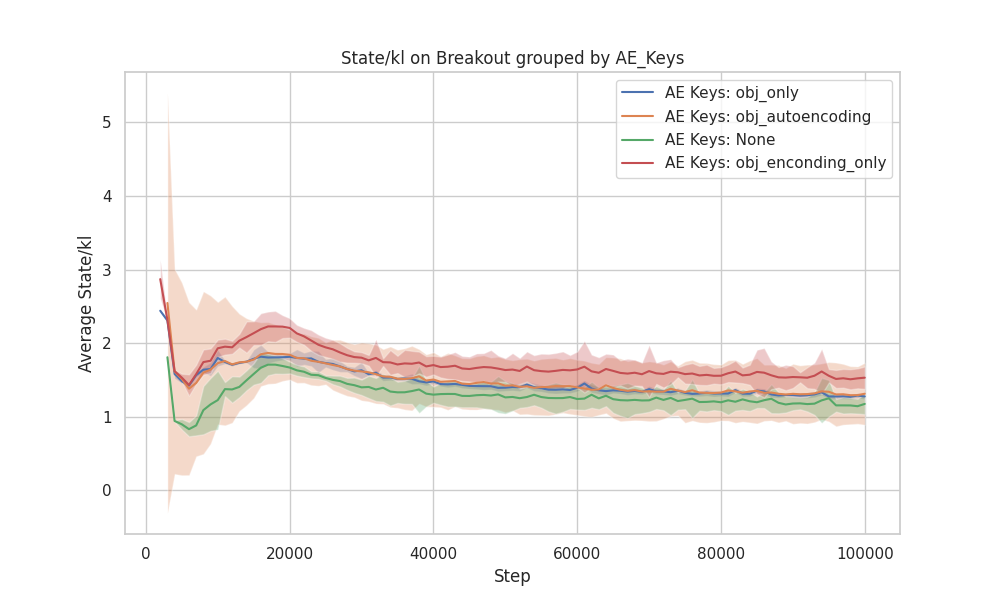 State/kl on Breakout grouped by AE_Keys
AE Keys: obj_only
AE Keys: obj_autoencoding
AE Keys: None
AE Keys: obj_enconding_only
Average State/kl
5
4
3
2
1
0
0 20000 40000 60000 80000 100000
Step